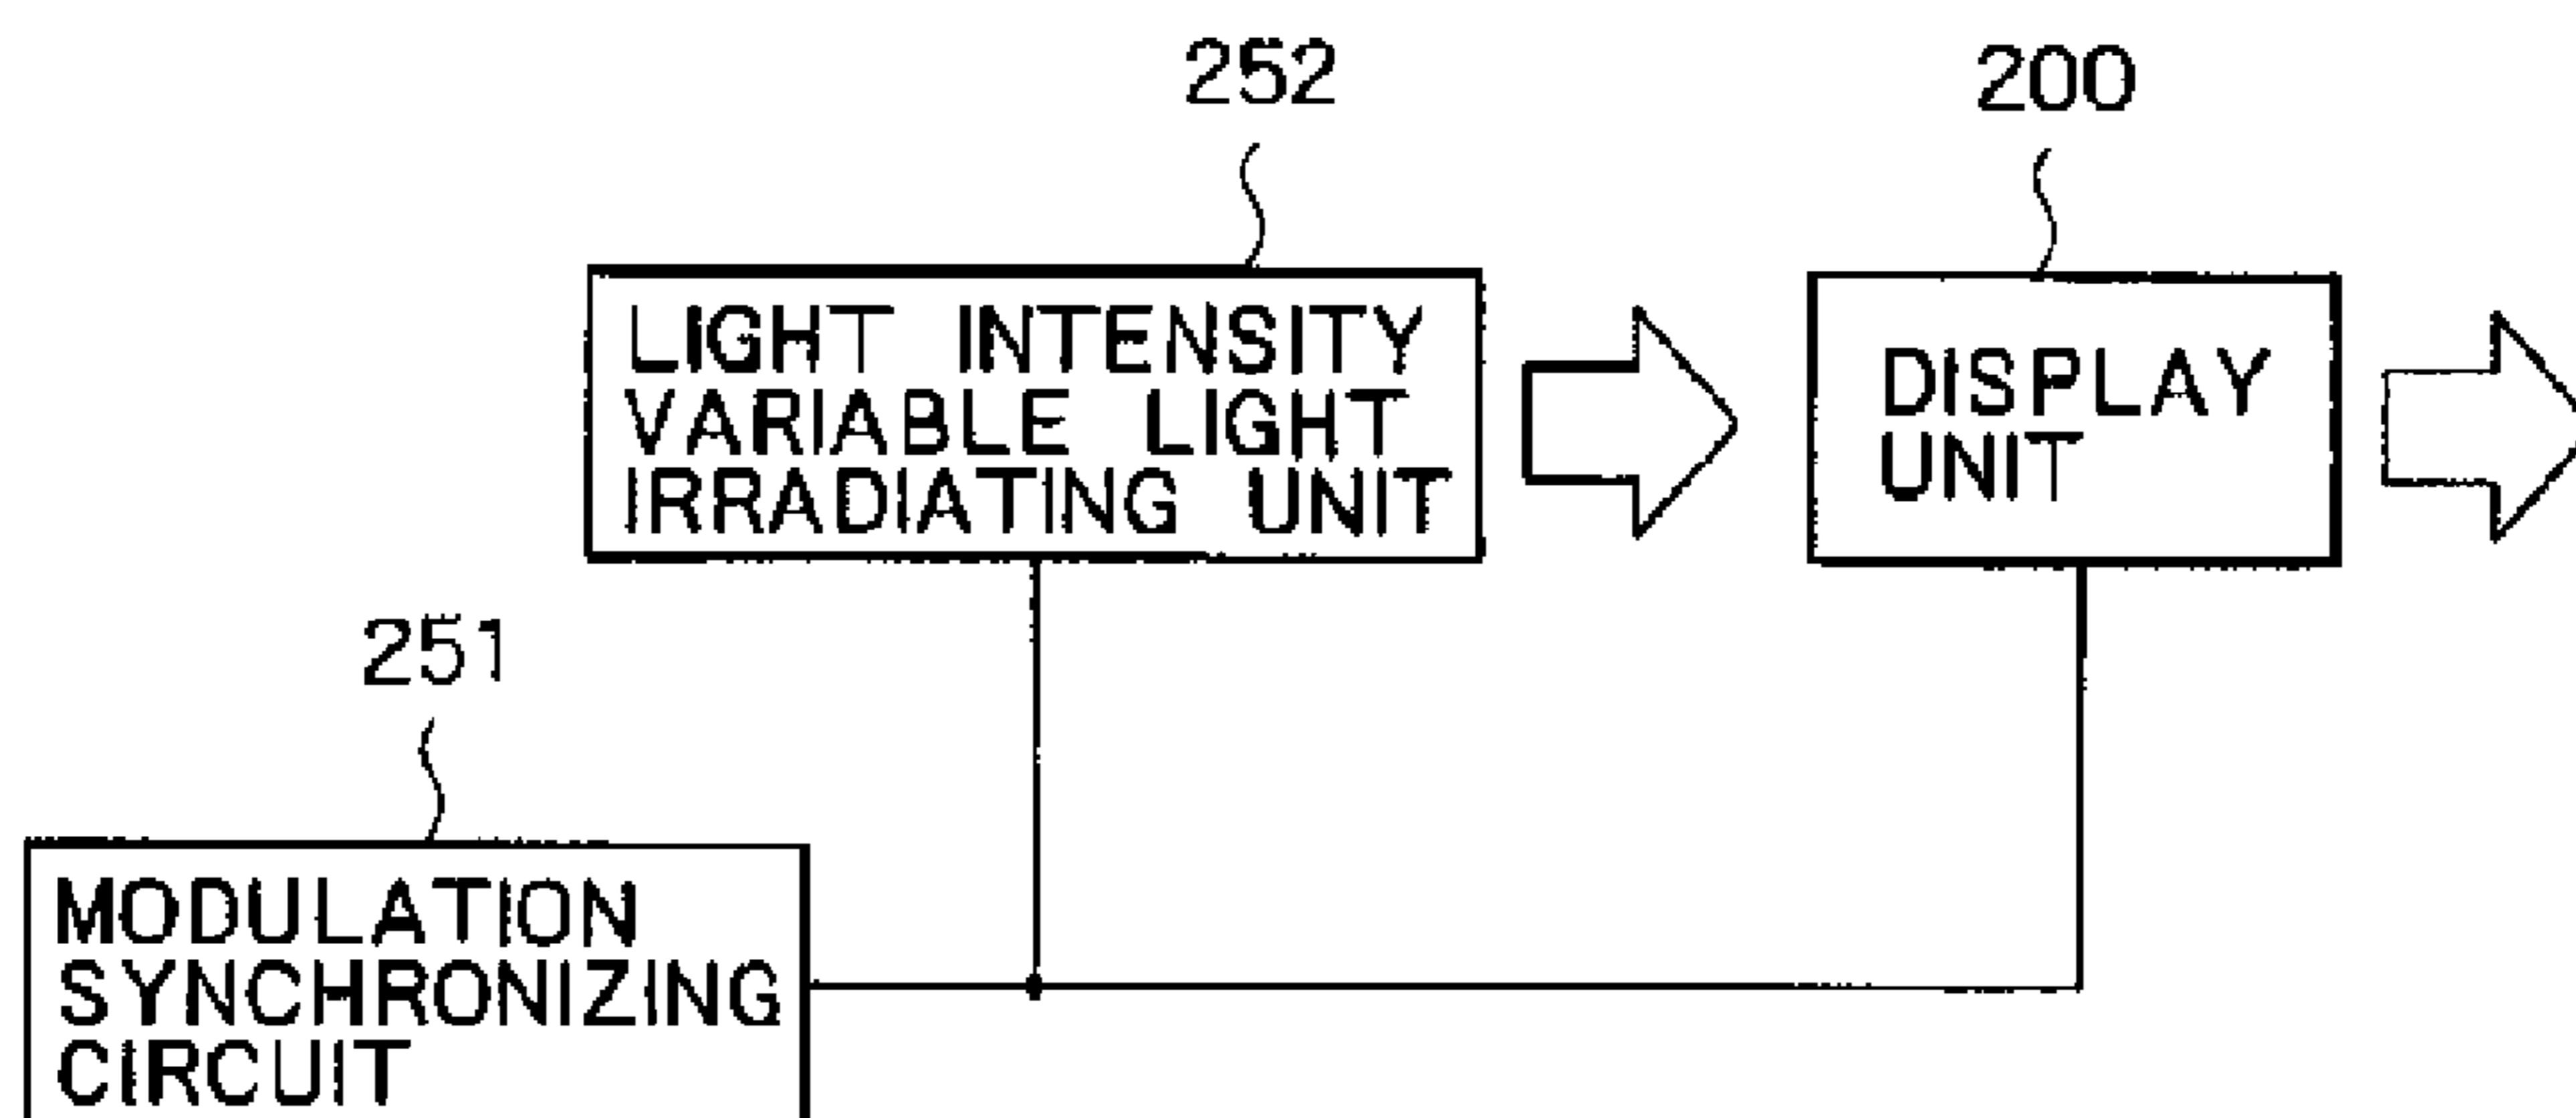 252
200
LIGHT INTENSITY
VARIABLE LIGHT
IRRADIATING UNIT
DISPLAY
UNIT
251
MODULATION
SYNCHRONIZING
CIRCUIT